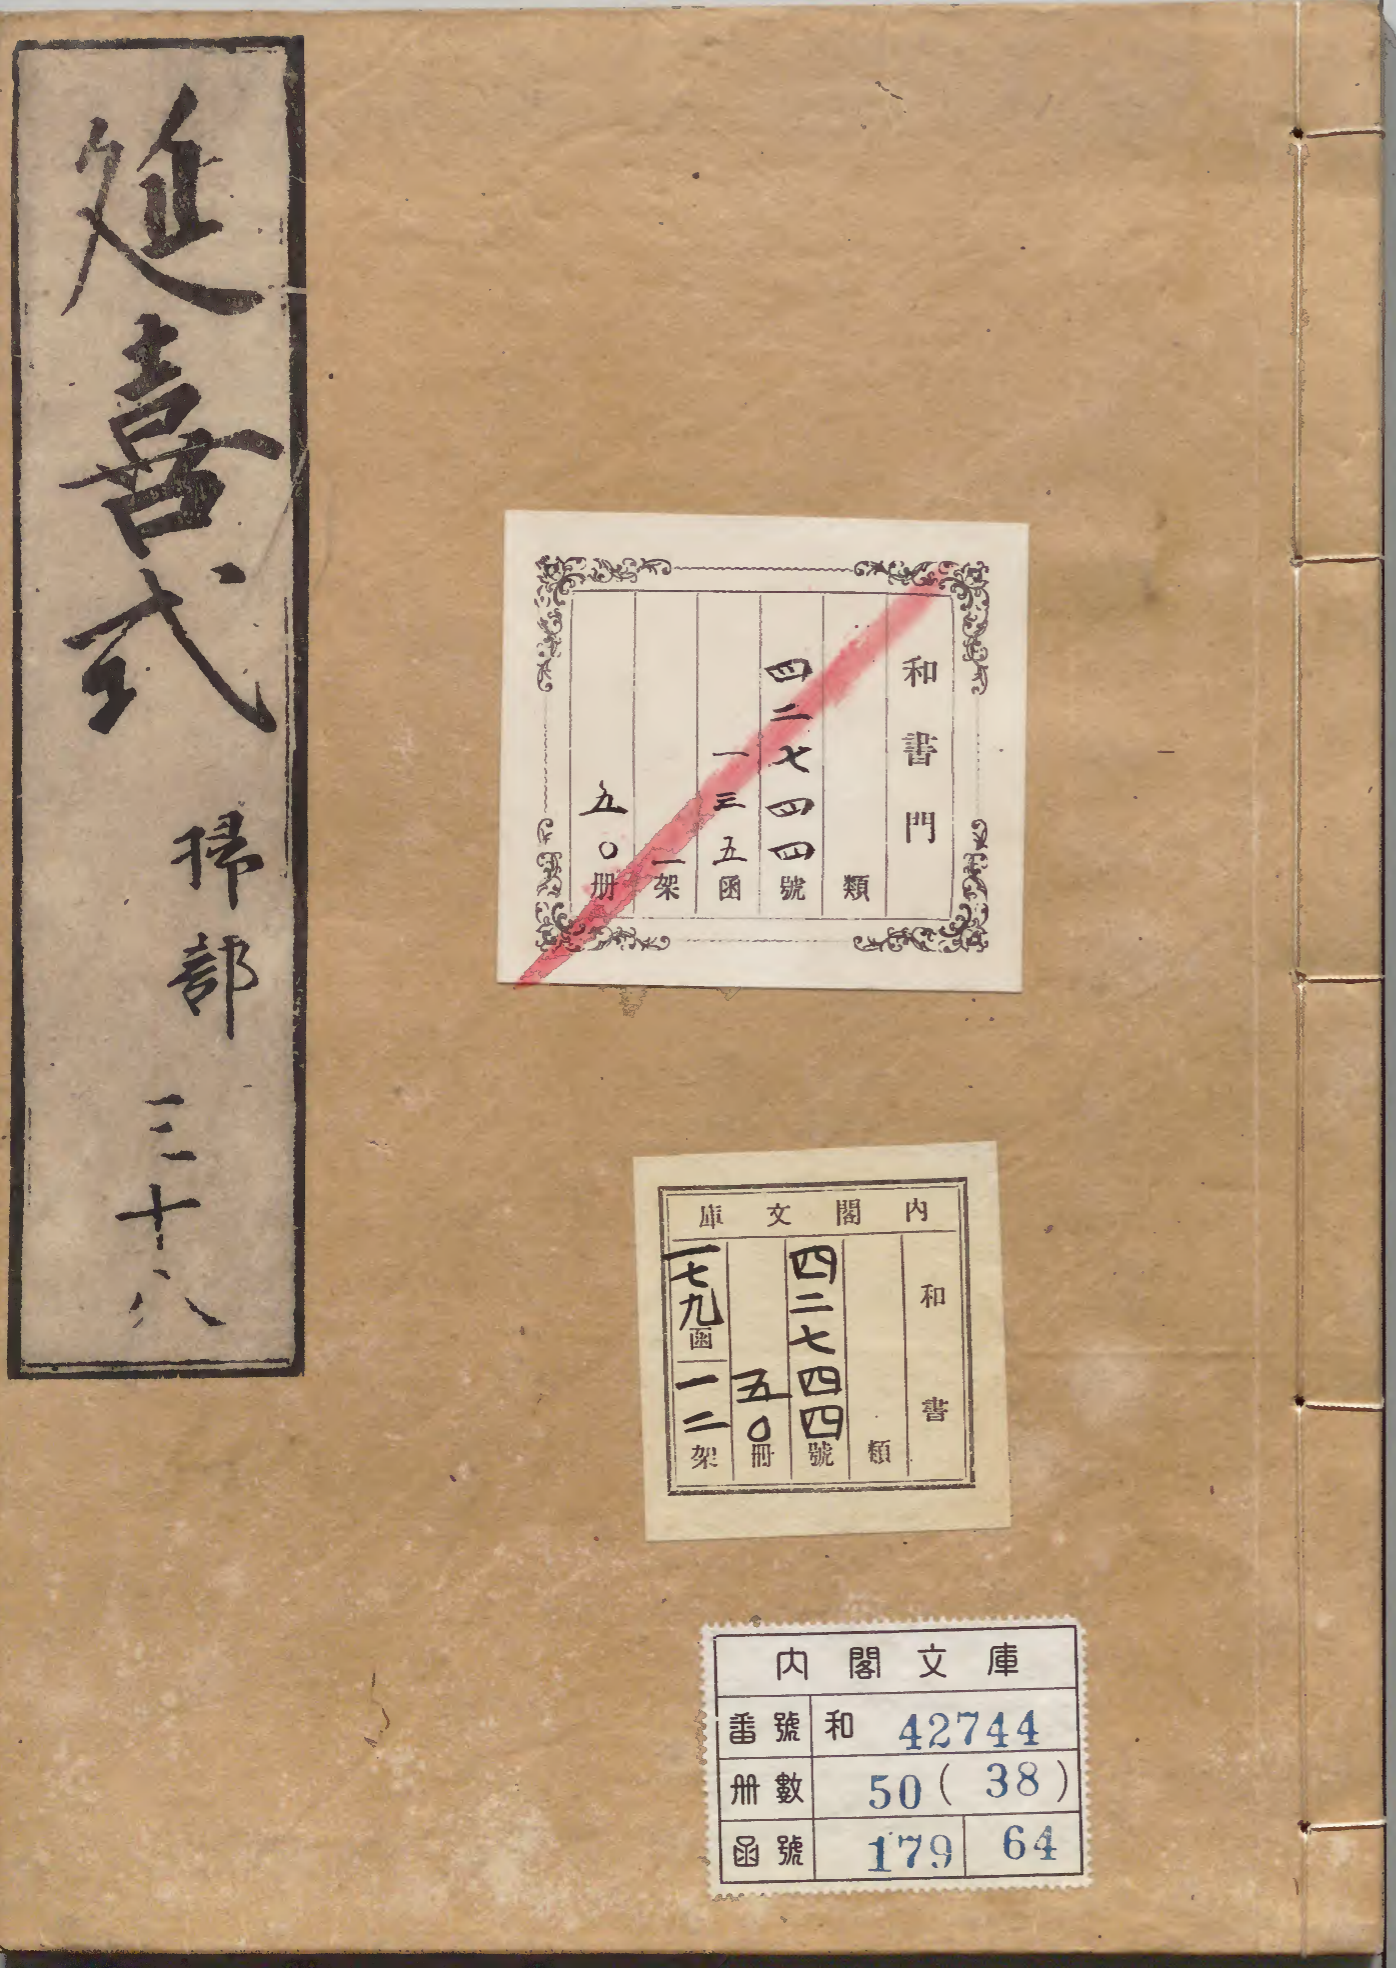 延喜式 掃部 三十八
和書門
類
四二七四四號
一三五函
一架
五〇册
内閣文庫
和書
類
四二七四四號
五〇冊
一七九函
一二架
内閣文庫
番號 和 42744
册數 50(38)
函號 179 64